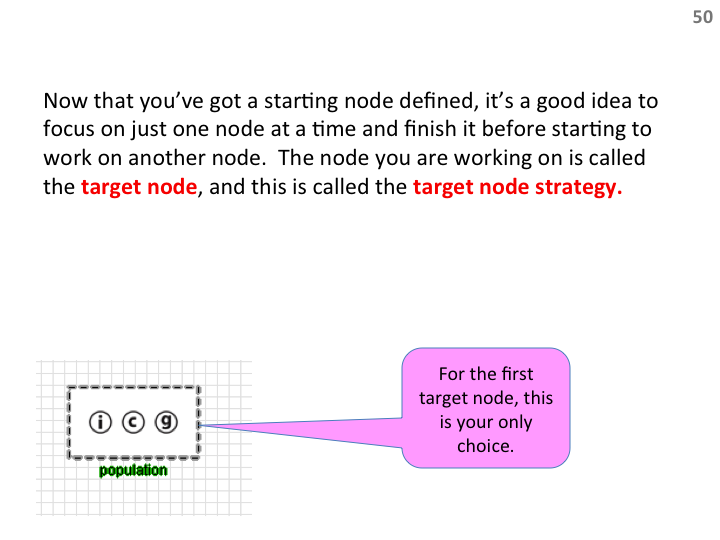 50
Now that you’ve got a starting node defined, it’s a good idea to
focus on just one node at a time and finish it before starting to
work on another node.  The node you are working on is called
the target node, and this is called the target node strategy.
For the first
target node, this
is your only
choice.
i c g
population